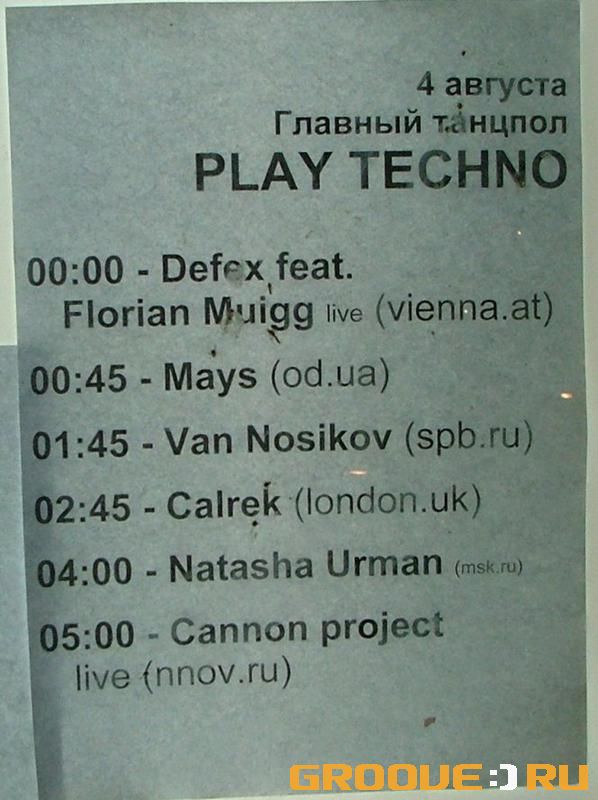 4 августа
Главный танцпол
PLAY TECHNO
00:00 - Defex feat.
Florian Muigg live (vienna.at)
00:45 - Mays (od.ua)
01:45 - Van Nosikov (spb.ru)
02:45 - Calrek (london.uk)
04:00 - Natasha Urman (msk.ru)
05:00 - Cannon project
live (nnov.ru)
GROOVE:)RU